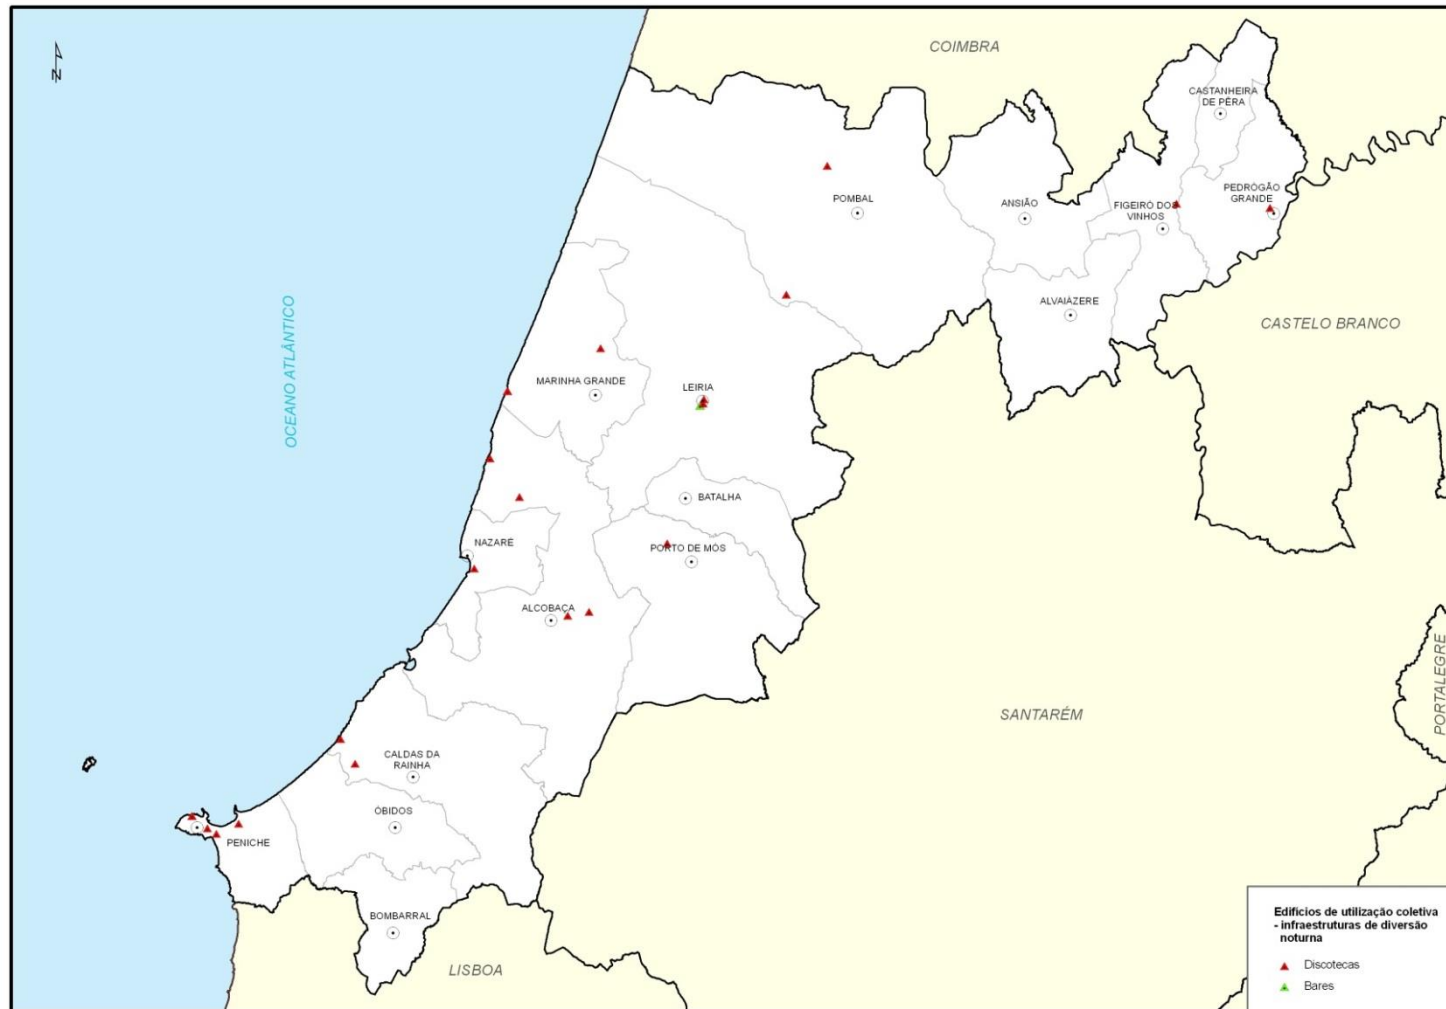 COIMBRA
N
CASTANHEIRA
DE PÊRA
POMBAL
ANSIÃO
FIGEIRÓ DOS
VINHOS
PEDRÓGÃO
GRANDE
OCEANO ATLÂNTICO
ALVAIÁZERE
CASTELO BRANCO
MARINHA GRANDE
LEIRIA
BATALHA
NAZARÉ
PORTO DE MÓS
ALCOBAÇA
PORTALEGRE
SANTARÉM
CALDAS DA
RAINHA
ÓBIDOS
PENICHE
BOMBARRAL
LISBOA
Edifícios de utilização coletiva
- infraestruturas de diversão
noturna
Discotecas
Bares